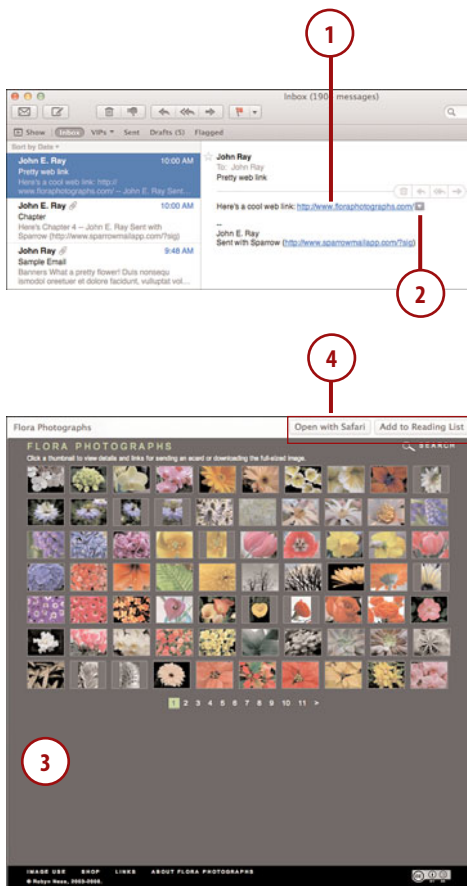 1
Inbox (190 messages)
Show Inbox VIPs Sent Drafts (5) Flagged
Sort by Date
John E. Ray 10:00 AM
Pretty web link
Here's a cool web link: http://
www.floraphotographs.com/ -- John E. Ray Sent...
John E. Ray 10:00 AM
Chapter
Here's Chapter 4 -- John E. Ray Sent with
Sparrow (http://www.sparrowmailapp.com/?sig)
John Ray 9:48 AM
Sample Email
Banners What a pretty flower! Duis nonsequ
ismodol oreetuer et dolore facidunt, vulluptat vol...
John Ray
To: John Ray
Pretty web link
Here's a cool web link: http://www.floraphotographs.com/
--
John E. Ray
Sent with Sparrow (http://www.sparrowmailapp.com/?sig)
2
4
Flora Photographs Open with Safari Add to Reading List
FLORA PHOTOGRAPHS SEARCH
Click a thumbnail to view details and links for sending an ecard or downloading the full-sized image.
1 2 3 4 5 6 7 8 9 10 11 >
3
IMAGE USE SHOP LINKS ABOUT FLORA PHOTOGRAPHS
© Robyn Ness, 2003-2008.